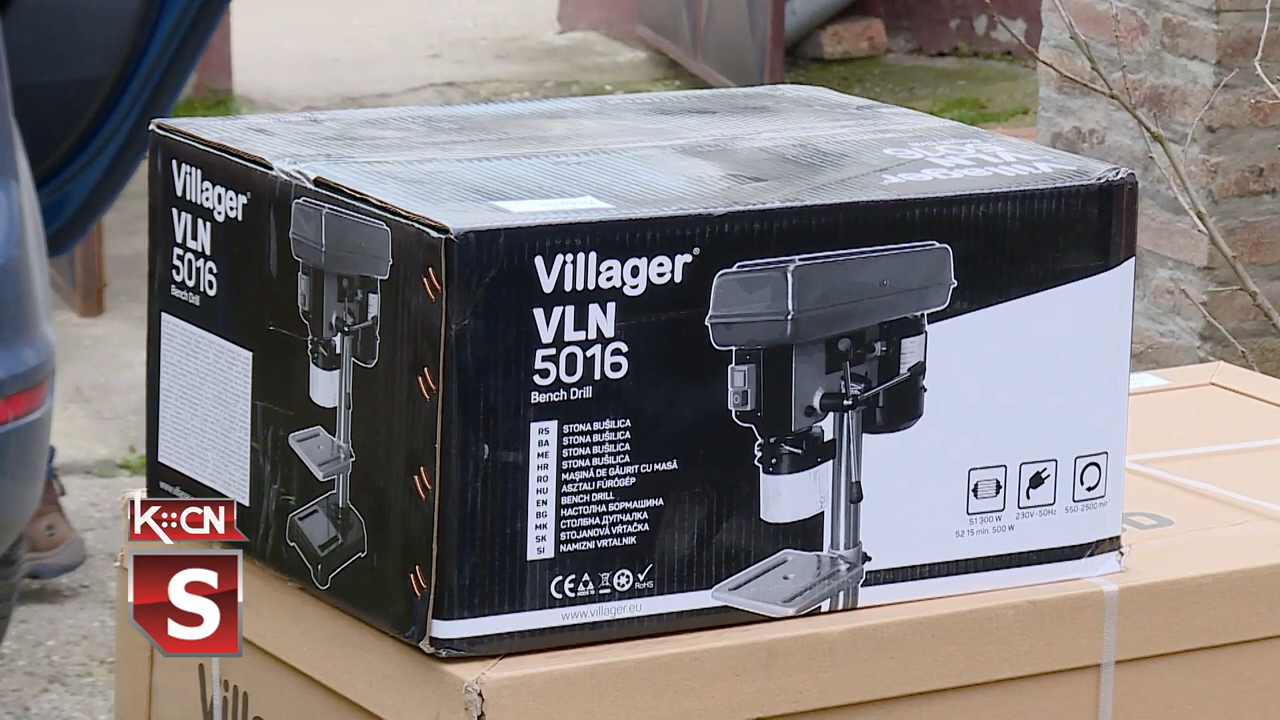 Villager
VLN
5016
Bench Drill
VLN
Villager
Villager®
VLN
5016
Bench Drill
RS STONA BUŠILICA
BA STONA BUŠILICA
ME STONA BUŠILICA
HR STONA BUŠILICA
RO MAŞINĂ DE GĂURIT CU MASĂ
HU ASZTALI FÚRÓGÉP
EN BENCH DRILL
BG НАСТОЛНА БОРМАШИНА
MK СТОЛБНА ДУПЧАЛКА
SK STOJANOVÁ VŔTAČKA
SI NAMIZNI VRTALNIK
CE
RoHS
www.villager.eu
S1 300 W
S2 15 min. 500 W
230V~50Hz
550-2500 min
K::CN
S